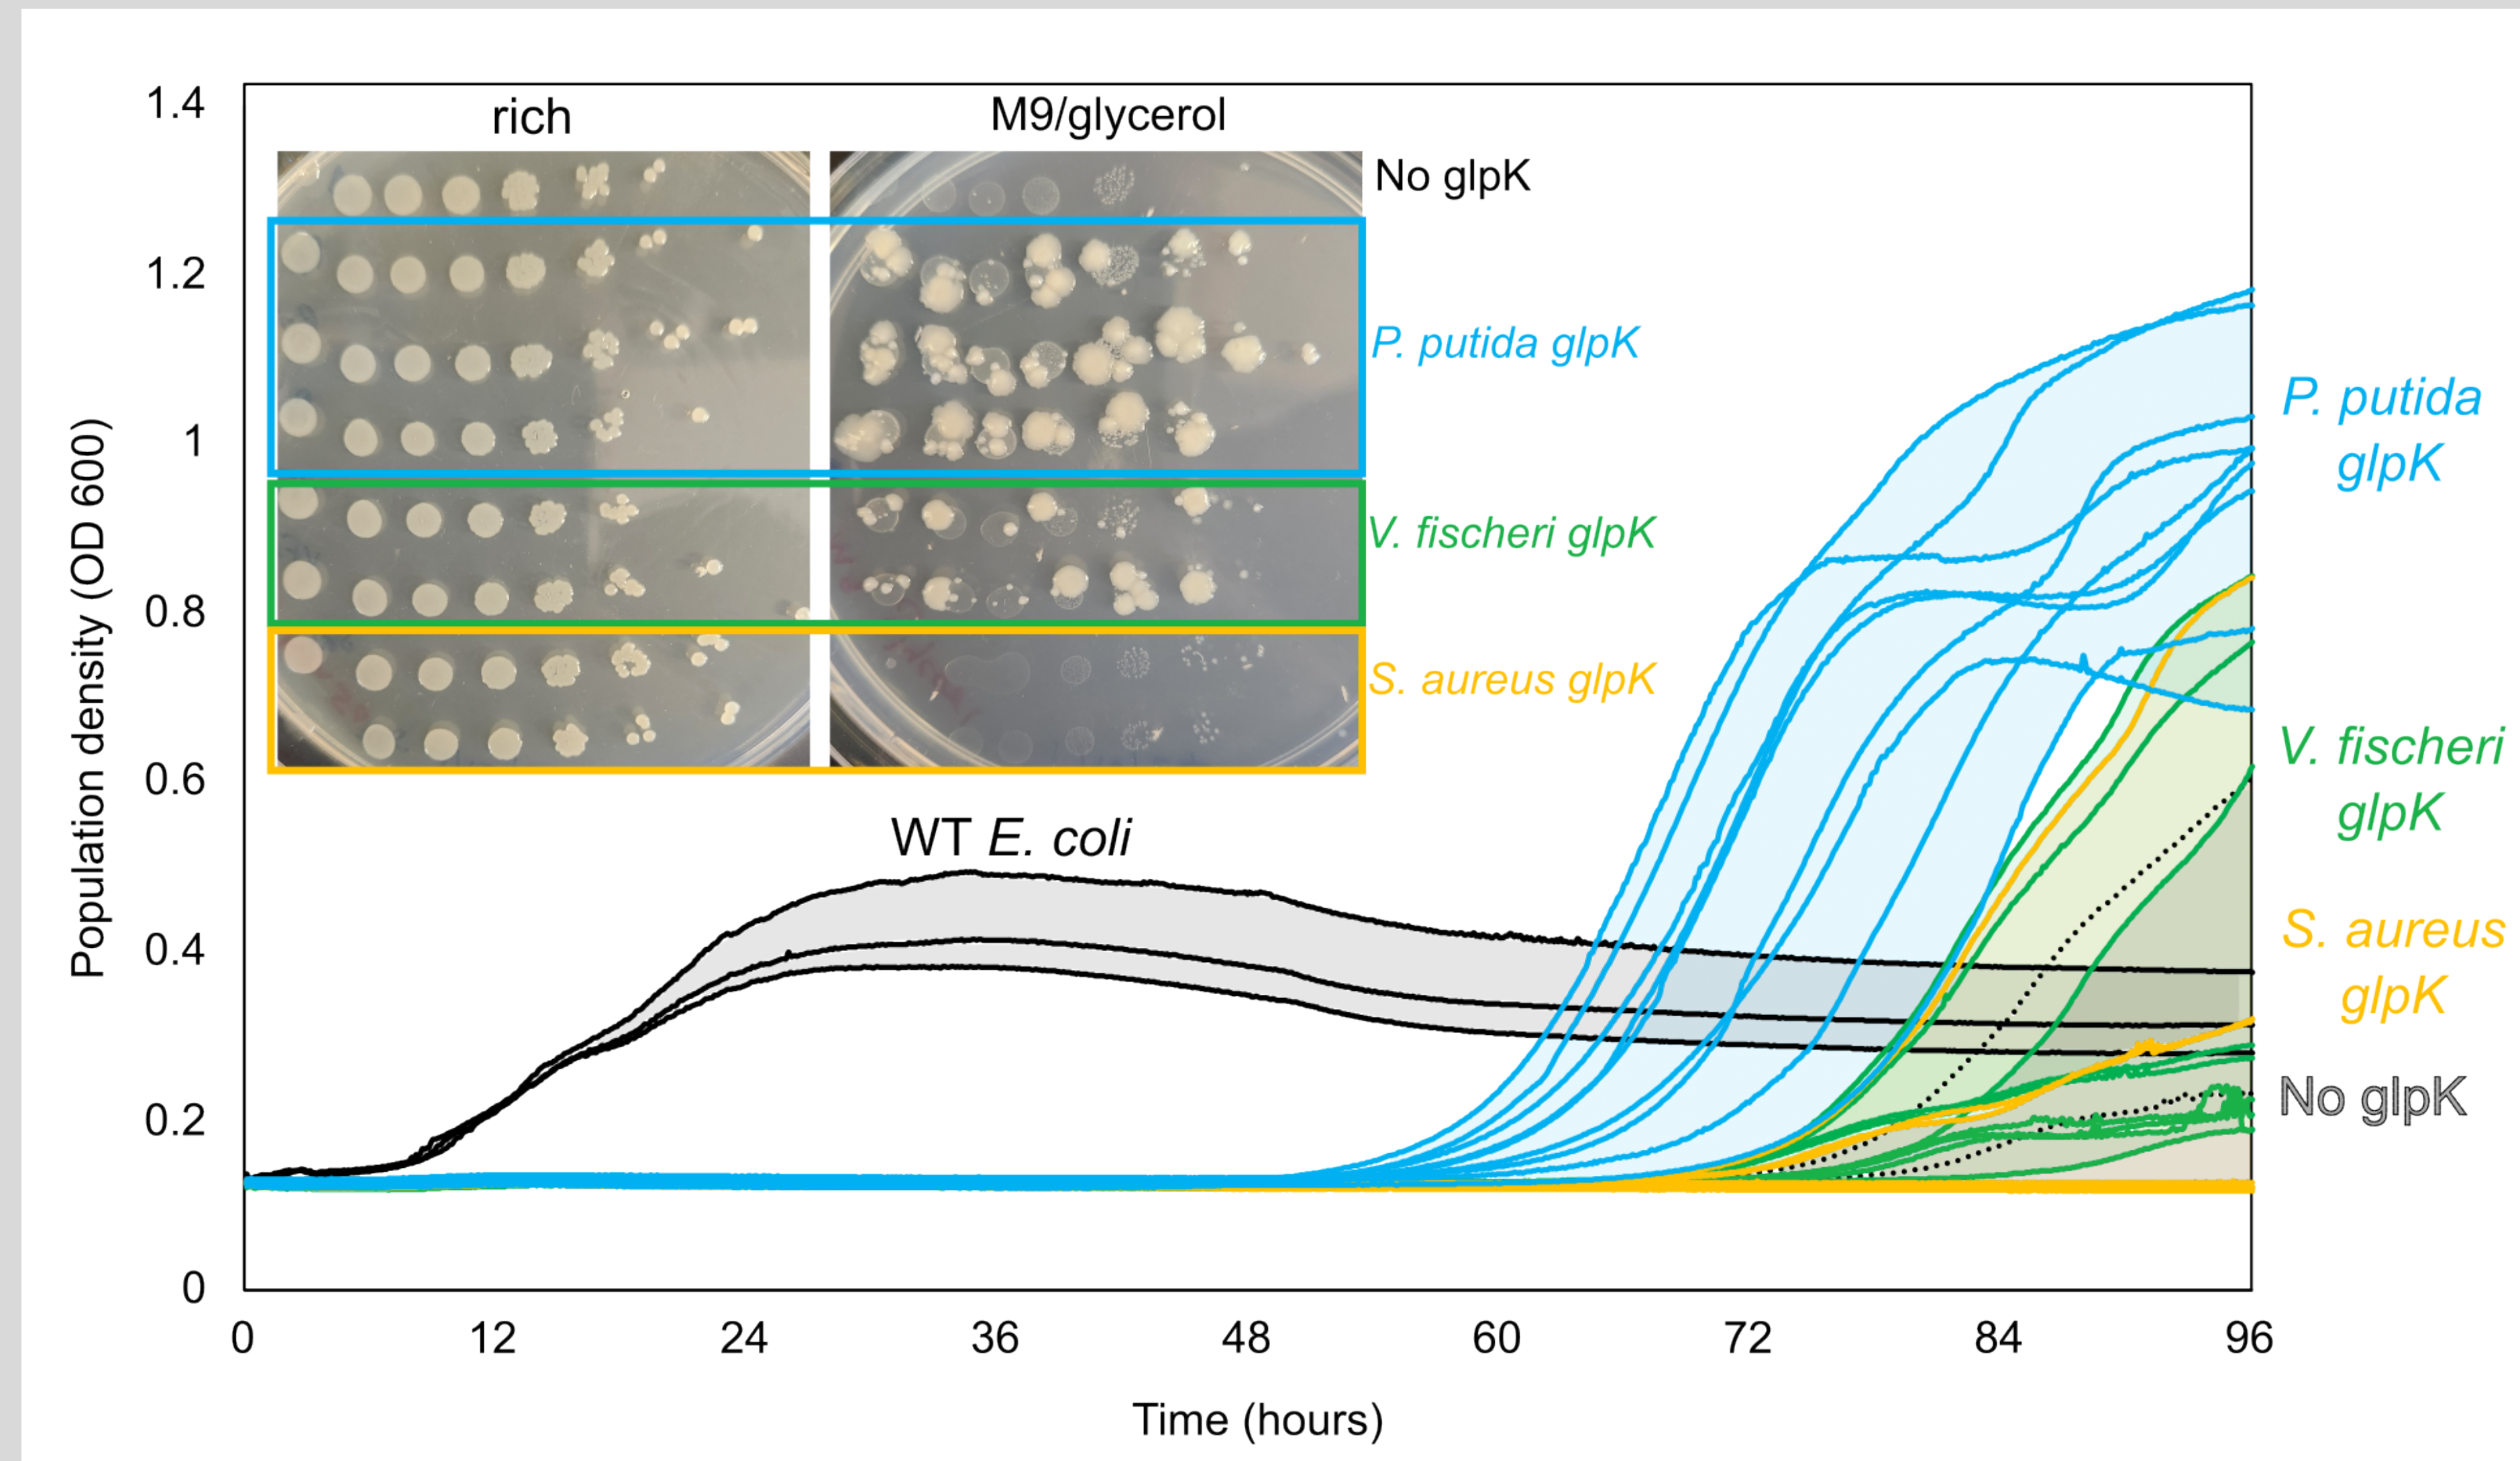 rich
M9/glycerol
No glpK
P. putida glpK
V. fischeri glpK
S. aureus glpK
WT E. coli
Population density (OD 600)
1.4
1.2
1
0.8
0.6
0.4
0.2
0
P. putida
glpK
V. fischeri
glpK
S. aureus
glpK
No glpK
0 12 24 36 48 60 72 84 96
Time (hours)